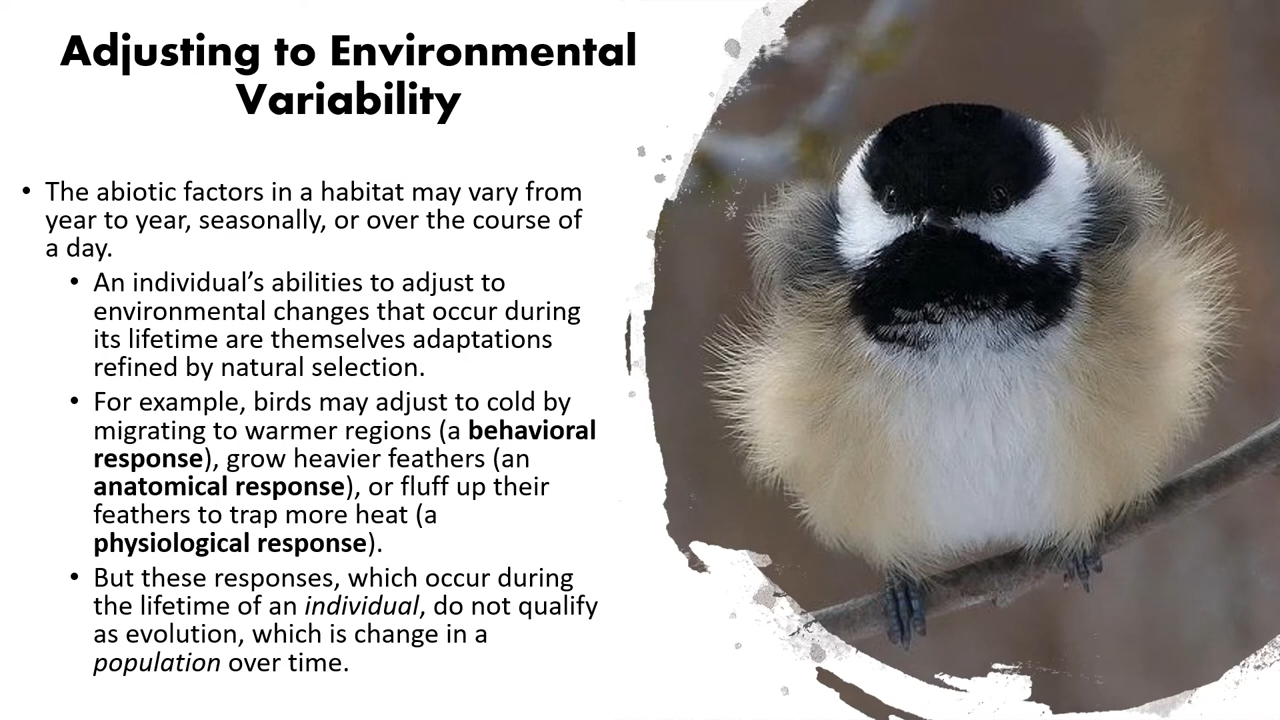 Adjusting to Environmental
Variability
• The abiotic factors in a habitat may vary from
year to year, seasonally, or over the course of
a day.
• An individual’s abilities to adjust to
environmental changes that occur during
its lifetime are themselves adaptations
refined by natural selection.
• For example, birds may adjust to cold by
migrating to warmer regions (a behavioral
response), grow heavier feathers (an
anatomical response), or fluff up their
feathers to trap more heat (a
physiological response).
• But these responses, which occur during
the lifetime of an individual, do not qualify
as evolution, which is change in a
population over time.